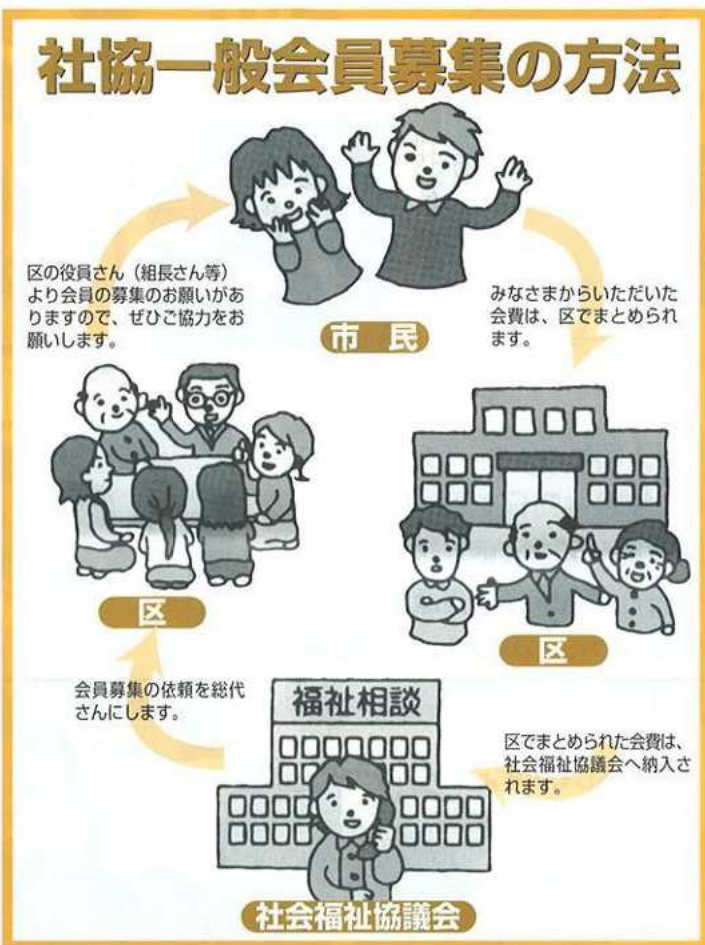 社協一般会員募集の方法
区の役員さん（組長さん等）
より会員の募集のお願いがあ
りますので、ぜひご協力をお
願いします。
市民
みなさまからいただいた
会費は、区でまとめられ
ます。
区
区
会員募集の依頼を総代
さんにします。
福祉相談
区でまとめられた会費は、
社会福祉協議会へ納入さ
れます。
社会福祉協議会